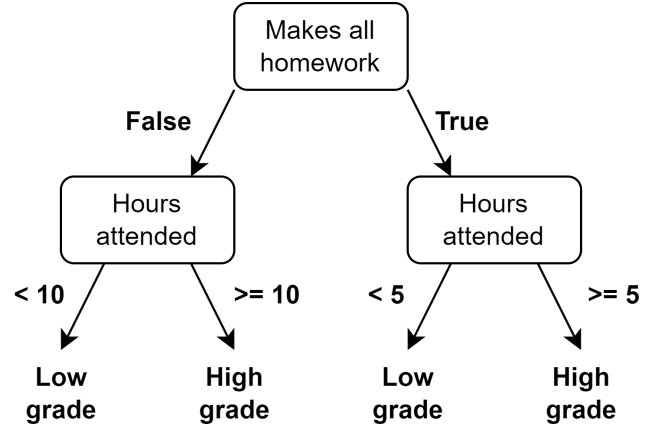 Makes all
homework
False
True
Hours
attended
Hours
attended
< 10
>= 10
< 5
>= 5
Low
grade
High
grade
Low
grade
High
grade